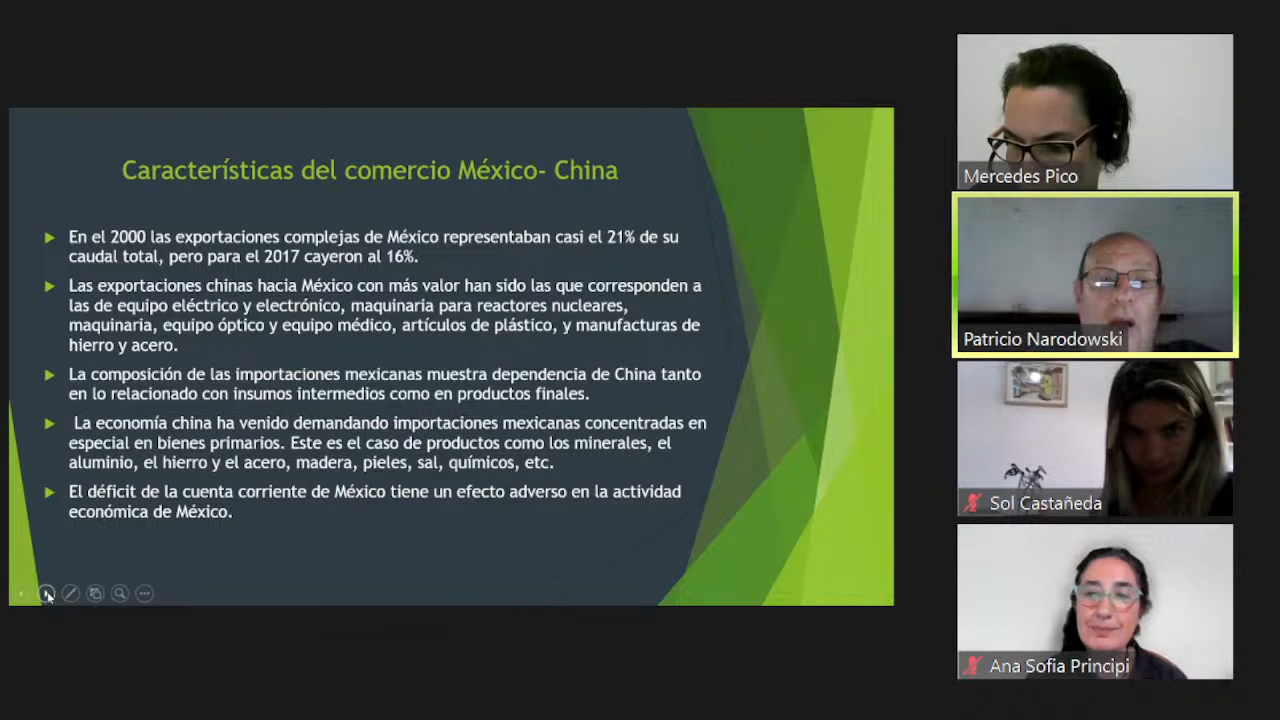 Características del comercio México- China
En el 2000 las exportaciones complejas de México representaban casi el 21% de su
caudal total, pero para el 2017 cayeron al 16%.
Las exportaciones chinas hacia México con más valor han sido las que corresponden a
las de equipo eléctrico y electrónico, maquinaria para reactores nucleares,
maquinaria, equipo óptico y equipo médico, artículos de plástico, y manufacturas de
hierro y acero.
La composición de las importaciones mexicanas muestra dependencia de China tanto
en lo relacionado con insumos intermedios como en productos finales.
La economía china ha venido demandando importaciones mexicanas concentradas en
especial en bienes primarios. Este es el caso de productos como los minerales, el
aluminio, el hierro y el acero, madera, pieles, sal, químicos, etc.
El déficit de la cuenta corriente de México tiene un efecto adverso en la actividad
económica de México.
Mercedes Pico
Patricio Narodowski
Sol Castañeda
Ana Sofia Principi